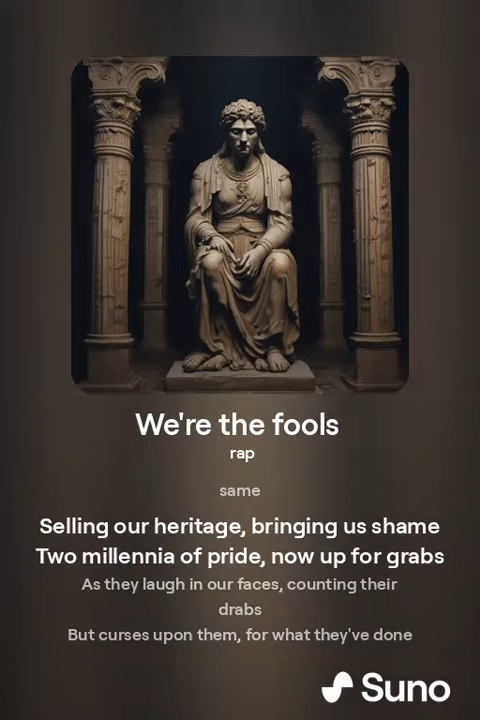 We're the fools
rap
same
Selling our heritage, bringing us shame
Two millennia of pride, now up for grabs
As they laugh in our faces, counting their
drabs
But curses upon them, for what they've done
Suno